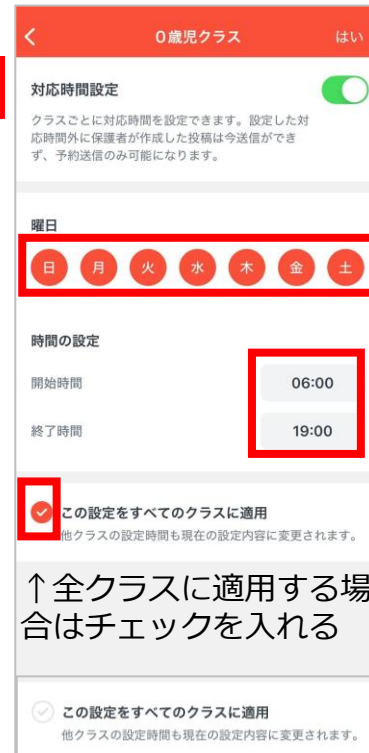 0歳児クラス はい
対応時間設定
クラスごとに対応時間を設定できます。設定した対
応時間外に保護者が作成した投稿は今送信ができ
ず、予約送信のみ可能になります。
曜日
日 月 火 水 木 金 土
時間の設定
開始時間 06:00
終了時間 19:00
この設定をすべてのクラスに適用
他クラスの設定時間も現在の設定内容に変更されます。
↑全クラスに適用する場
合はチェックを入れる
この設定をすべてのクラスに適用
他クラスの設定時間も現在の設定内容に変更されます。